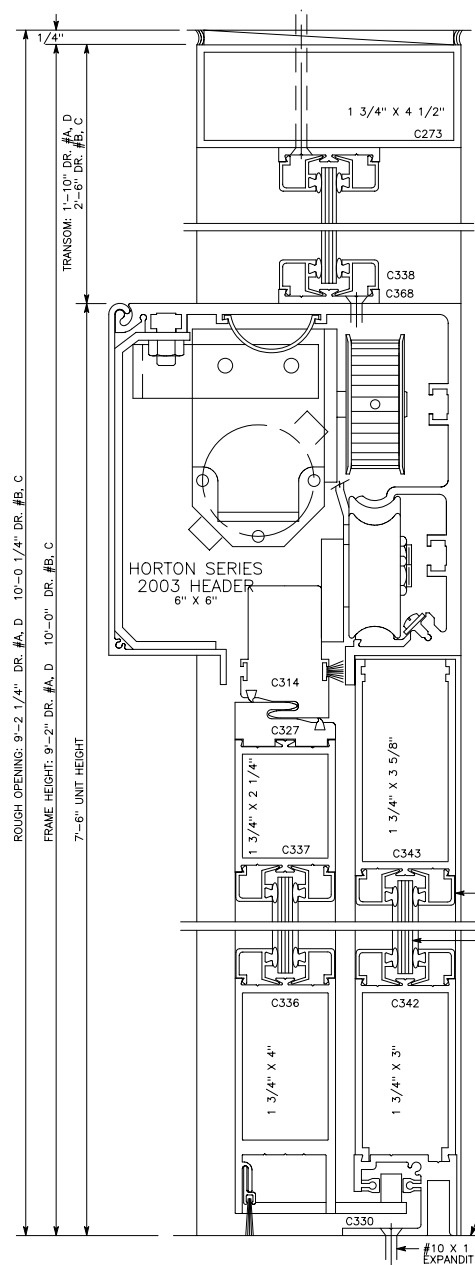 1/4"
1 3/4" X 4 1/2"
C273
TRANSOM: 1'-10" DR. #A, D
2'-6" DR. #B, C
C338
C368
ROUGH OPENING: 9'-2 1/4" DR. #A, D 10'-0 1/4" DR. #B, C
FRAME HEIGHT: 9'-2" DR. #A, D 10'-0" DR. #B, C
7'-6" UNIT HEIGHT
HORTON SERIES
2003 HEADER
6" X 6"
C314
C327
1 3/4" X 2 1/4"
1 3/4" X 3 5/8"
C337
C343
C336
C342
1 3/4" X 4"
1 3/4" X 3"
C330
#10 X 1
EXPANDIT